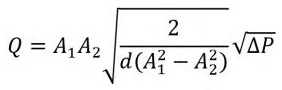 Q = A₁A₂√(2/(d(A₁² − A₂²)))√ΔP